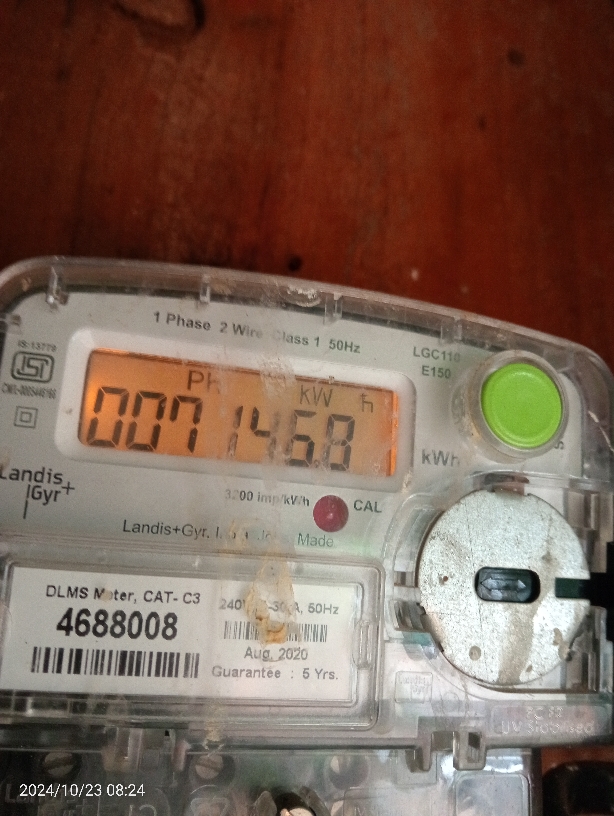 1 Phase 2 Wire Class 1 50Hz
IS:13779
LGC110
E150
kW h
007146.8
kWh
Landis
Gyr+
3200 imp/kWh
CAL
Landis+Gyr,
Made
DLMS Meter, CAT- C3
4688008
A, 50Hz
Aug. 2020
Guarantee : 5 Yrs.
2024/10/23 08:24